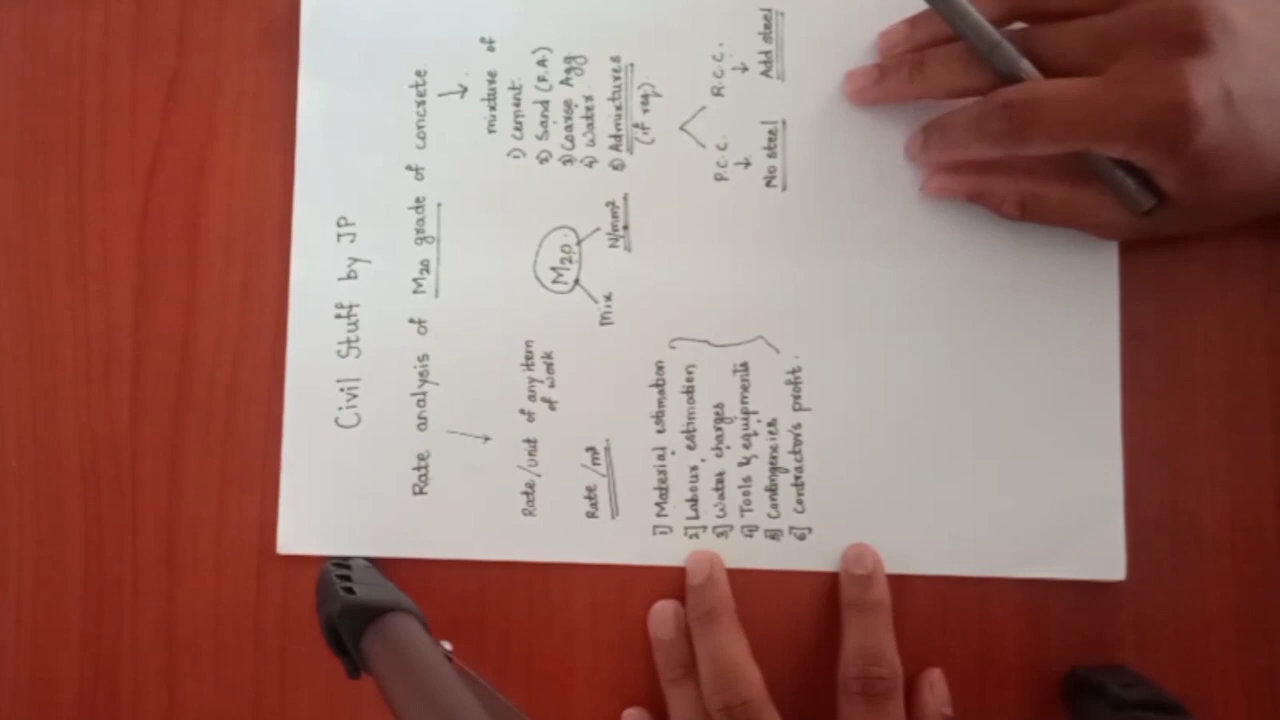 Civil Stuff by JP
Rate analysis of M20 grade of concrete
Rate/unit of any item
of work
Rate/m³
M20
Mix
N/mm²
mixture of
1) Cement
2) Sand (F.A.)
3) Coarse Agg
4) Water
5) Admixtures
(if req)
1] Material estimation
2] Labour estimation
3] Water charges
4] Tools & equipments
5] Contingencies
6] Contractors profit.
P.C.C. R.C.C.
No steel Add steel